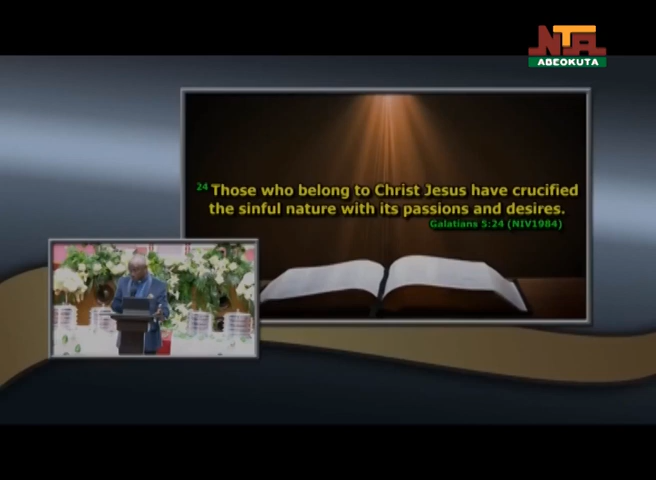 NTA
ABEOKUTA
24 Those who belong to Christ Jesus have crucified
the sinful nature with its passions and desires.
Galatians 5:24 (NIV1984)